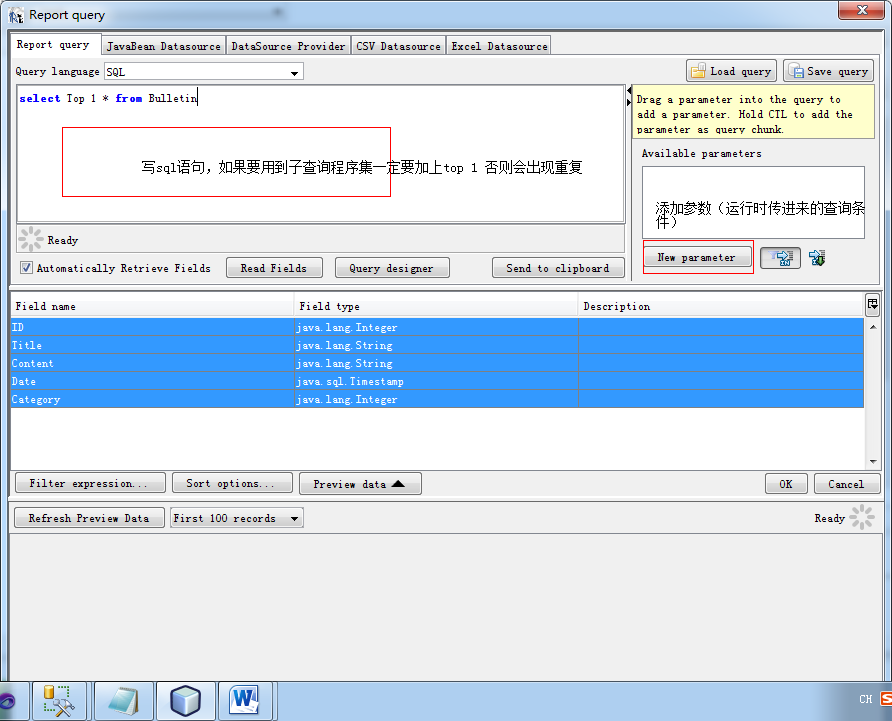 Report query
Report query JavaBean Datasource DataSource Provider CSV Datasource Excel Datasource
Query language SQL Load query Save query
select Top 1 * from Bulletin
Drag a parameter into the query to
add a parameter. Hold CTL to add the
parameter as query chunk.
Available parameters
写sql语句，如果要用到子查询程序集一定要加上top 1 否则会出现重复
添加参数（运行时传进来的查询条
件）
Ready
New parameter
Automatically Retrieve Fields Read Fields Query designer Send to clipboard
Field name Field type Description
ID java.lang.Integer
Title java.lang.String
Content java.lang.String
Date java.sql.Timestamp
Category java.lang.Integer
Filter expression... Sort options... Preview data OK Cancel
Refresh Preview Data First 100 records Ready
W
CH S